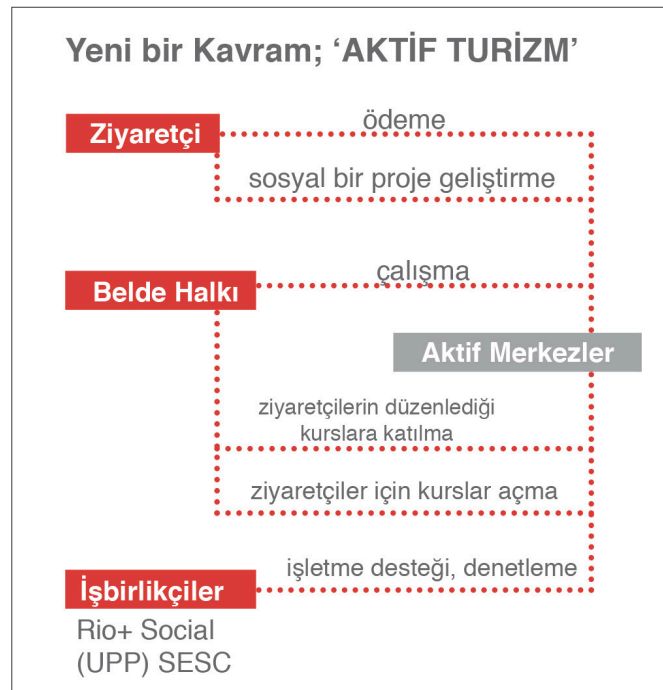 Yeni bir Kavram; ‘AKTİF TURİZM’
Ziyaretçi
ödeme
sosyal bir proje geliştirme
Belde Halkı
çalışma
Aktif Merkezler
ziyaretçilerin düzenlediği
kurslara katılma
ziyaretçiler için kurslar açma
işletme desteği, denetleme
İşbirlikçiler
Rio+ Social
(UPP) SESC